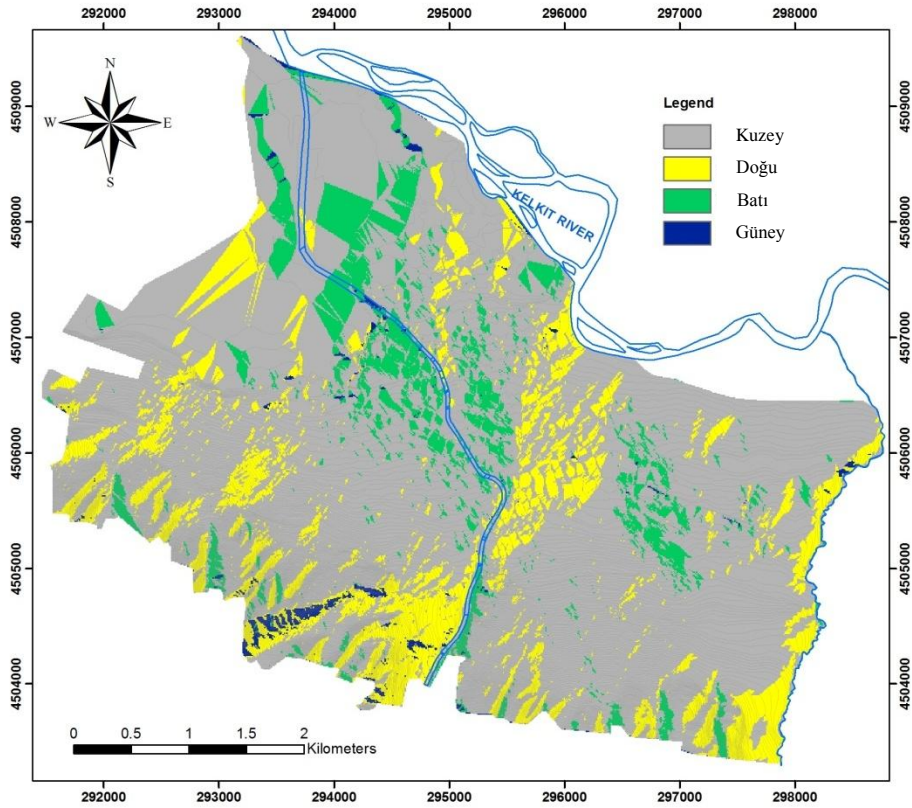 292000 293000 294000 295000 296000 297000 298000
N
W E
S
Legend
Kuzey
Doğu
Batı
Güney
KELKIT RIVER
4509000 4509000
4508000 4508000
4507000 4507000
4506000 4506000
4505000 4505000
4504000 4504000
0 0.5 1 1.5 2
Kilometers
292000 293000 294000 295000 296000 297000 298000